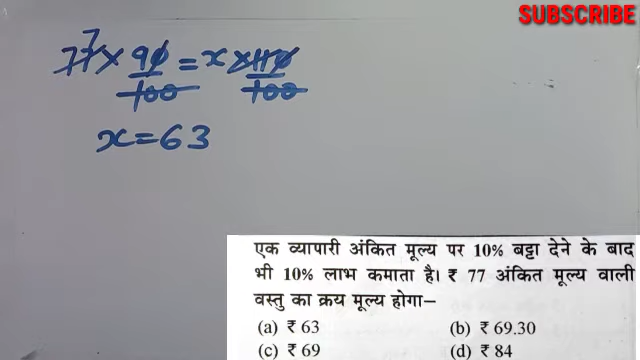 SUBSCRIBE
77 × 90/100 = x × 110/100
x = 63
एक व्यापारी अंकित मूल्य पर 10% बट्टा देने के बाद
भी 10% लाभ कमाता है। ₹ 77 अंकित मूल्य वाली
वस्तु का क्रय मूल्य होगा–
(a) ₹ 63 (b) ₹ 69.30
(c) ₹ 69 (d) ₹ 84